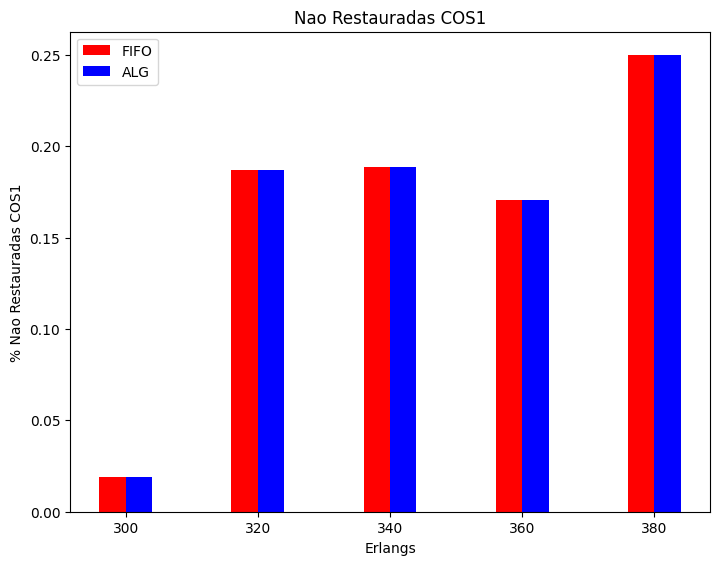 Nao Restauradas COS1
FIFO
ALG
% Nao Restauradas COS1
0.25
0.20
0.15
0.10
0.05
0.00
300 320 340 360 380
Erlangs